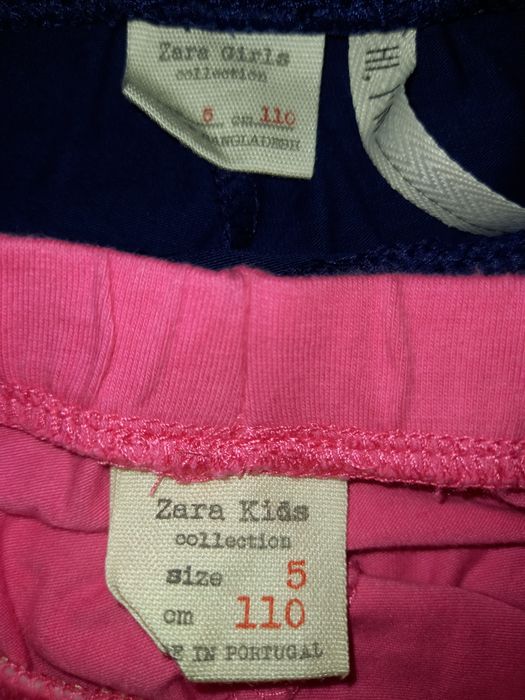 Zara Girls
collection
5 cm 110
BANGLADESH
Zara Kids
collection
size 5
cm 110
E IN PORTUGAL